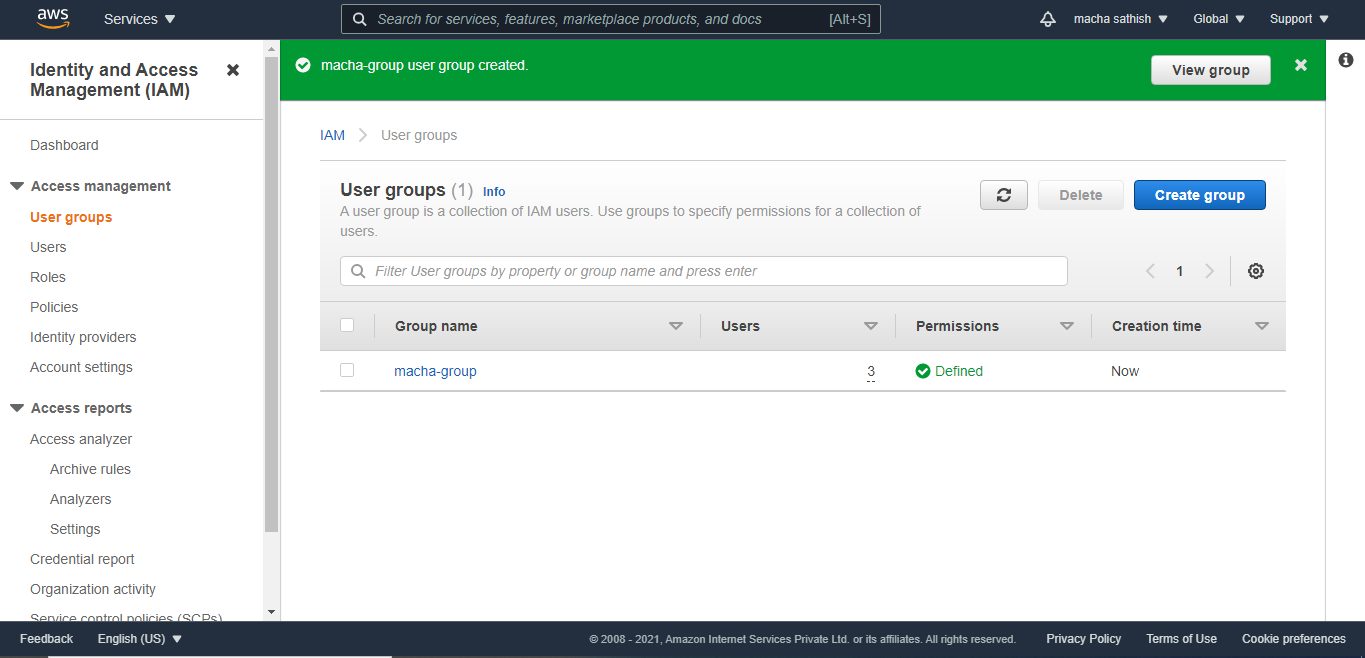 aws
Services
Search for services, features, marketplace products, and docs
[Alt+S]
macha sathish
Global
Support
Identity and Access
Management (IAM)
Dashboard
Access management
User groups
Users
Roles
Policies
Identity providers
Account settings
Access reports
Access analyzer
Archive rules
Analyzers
Settings
Credential report
Organization activity
Service control policies (SCPs)
macha-group user group created.
View group
IAM
User groups
User groups (1) Info
A user group is a collection of IAM users. Use groups to specify permissions for a collection of
users.
Delete
Create group
Filter User groups by property or group name and press enter
1
Group name
Users
Permissions
Creation time
macha-group
3
Defined
Now
Feedback
English (US)
© 2008 - 2021, Amazon Internet Services Private Ltd. or its affiliates. All rights reserved.
Privacy Policy
Terms of Use
Cookie preferences